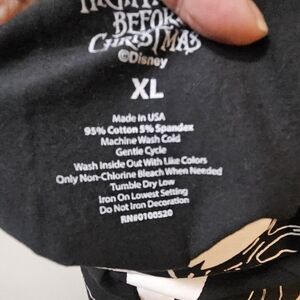 NIGHTMARE
BEFORE
CHRISTMAS
©Disney
XL
Made in USA
95% Cotton 5% Spandex
Machine Wash Cold
Gentle Cycle
Wash Inside Out With Like Colors
Only Non-Chlorine Bleach When Needed
Tumble Dry Low
Iron On Lowest Setting
Do Not Iron Decoration
RN#0100520